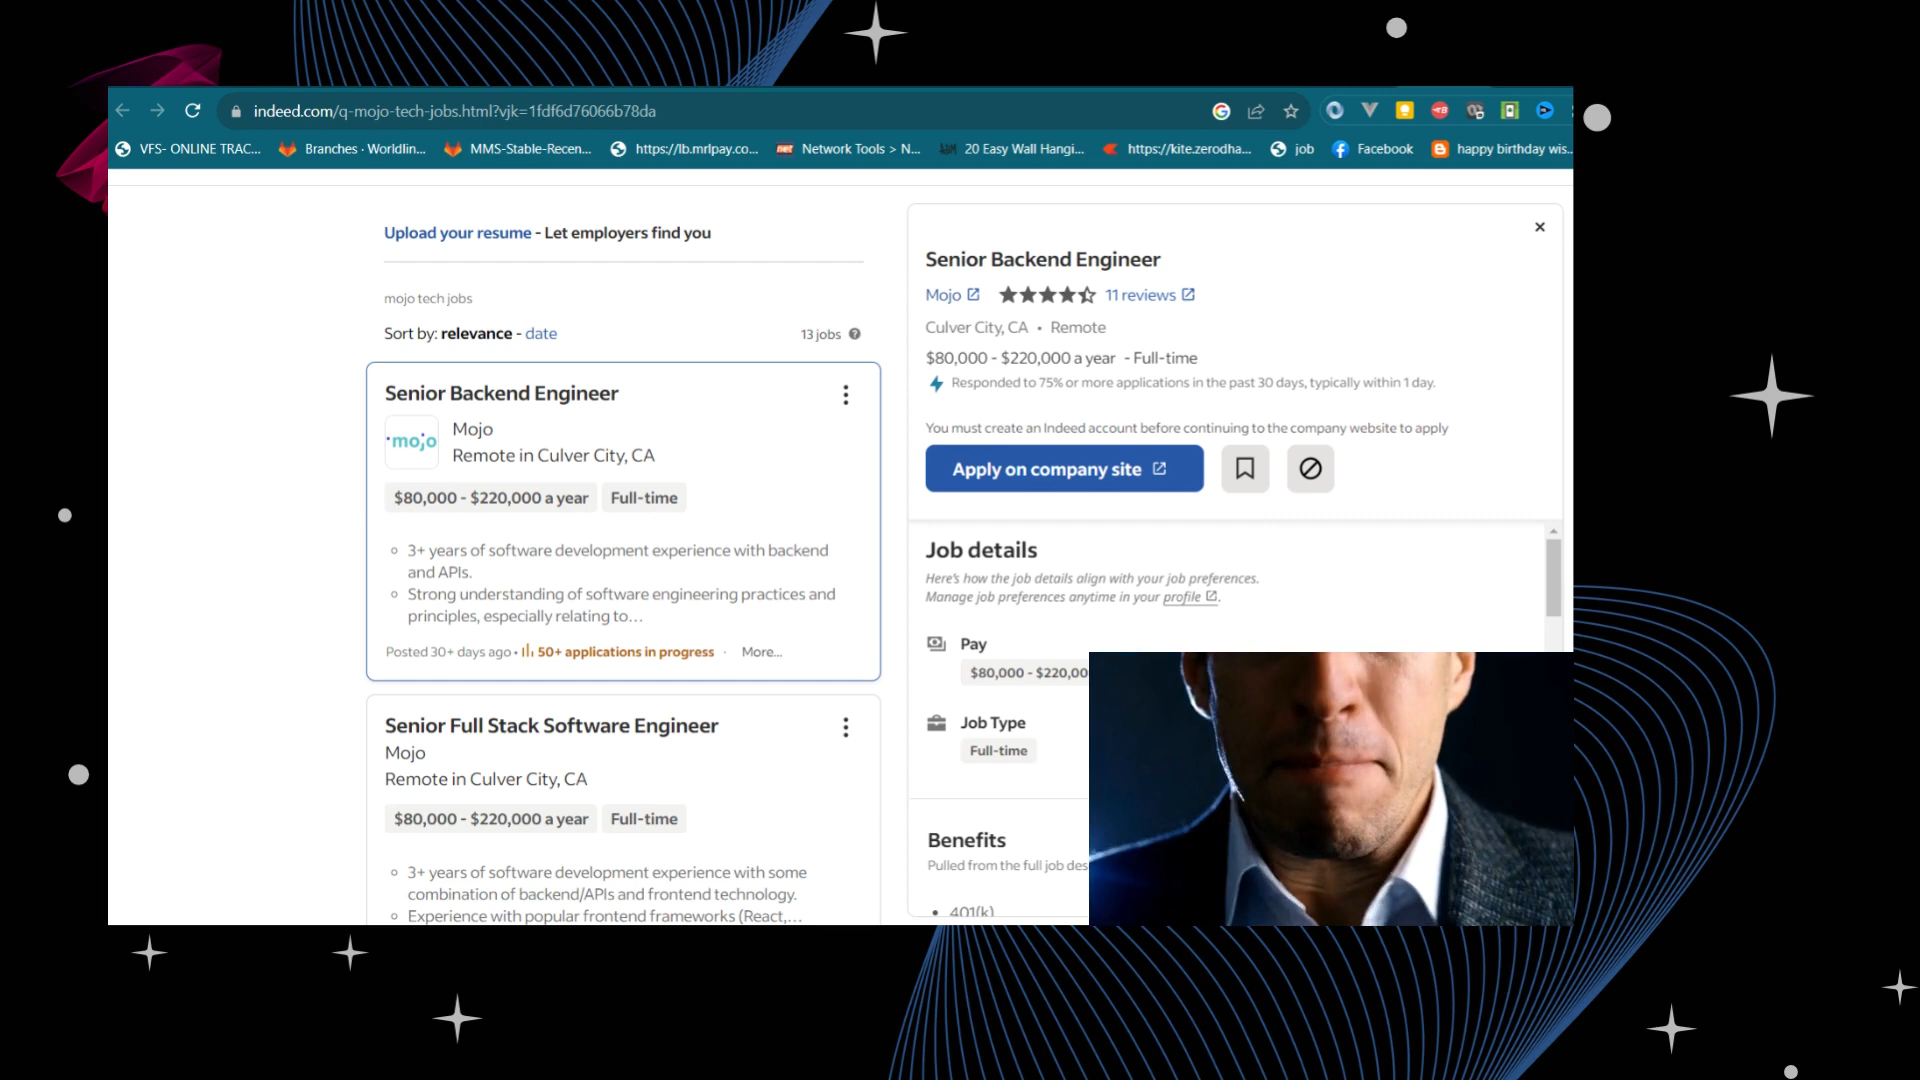 indeed.com/q-mojo-tech-jobs.html?vjk=1fdf6d76066b78da
VFS- ONLINE TRAC... Branches · Worldlin... MMS-Stable-Recen... https://lb.mrlpay.co... Network Tools > N... 20 Easy Wall Hangi... https://kite.zerodha... job Facebook happy birthday wis...
Upload your resume - Let employers find you
mojo tech jobs
Sort by: relevance - date
13 jobs
Senior Backend Engineer
mojo
Mojo
Remote in Culver City, CA
$80,000 - $220,000 a year Full-time
3+ years of software development experience with backend
and APIs.
Strong understanding of software engineering practices and
principles, especially relating to...
Posted 30+ days ago • 50+ applications in progress · More...
Senior Full Stack Software Engineer
Mojo
Remote in Culver City, CA
$80,000 - $220,000 a year Full-time
3+ years of software development experience with some
combination of backend/APIs and frontend technology.
Experience with popular frontend frameworks (React,...
Senior Backend Engineer
Mojo 11 reviews
Culver City, CA • Remote
$80,000 - $220,000 a year - Full-time
Responded to 75% or more applications in the past 30 days, typically within 1 day.
You must create an Indeed account before continuing to the company website to apply
Apply on company site
Job details
Here's how the job details align with your job preferences.
Manage job preferences anytime in your profile.
Pay
$80,000 - $220,00
Job Type
Full-time
Benefits
Pulled from the full job des
• 401(k)